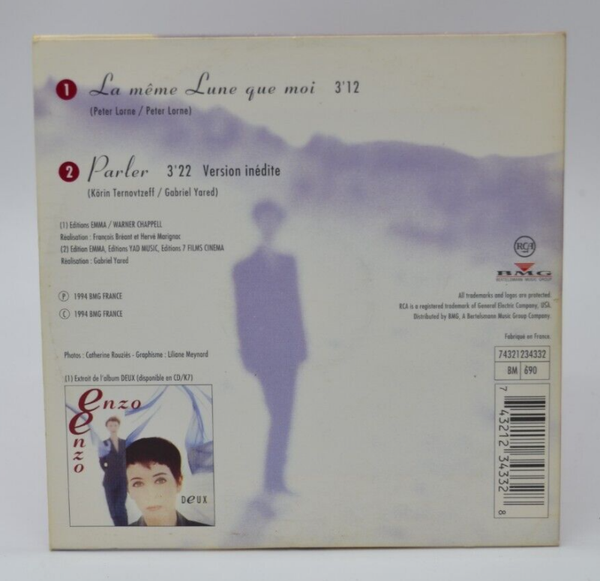 1 La même Lune que moi 3'12
(Peter Lorne / Peter Lorne)
2 Parler 3'22 Version inédite
(Kärin Ternovtzeff / Gabriel Yared)
(1) Editions EMMA / WARNER CHAPPELL
Réalisation : François Bréant et Hervé Marignac
(2) Edition EMMA, Editions YAD MUSIC, Editions 7 FILMS CINEMA
Réalisation : Gabriel Yared
Ⓟ 1994 BMG FRANCE
Ⓒ 1994 BMG FRANCE
Photos : Catherine Rouziès - Graphisme : Liliane Meynard
(1) Extrait de l'album DEUX (disponible en CD/K7)
enzo
enzo
DeUX
RCA
BMG
BERTELSMANN MUSIC GROUP
All trademarks and logos are protected.
RCA is a registered trademark of General Electric Company, USA.
Distributed by BMG, A Bertelsmann Music Group Company.
Fabriqué en France.
74321234332
BM 690
7 43212 34332 8